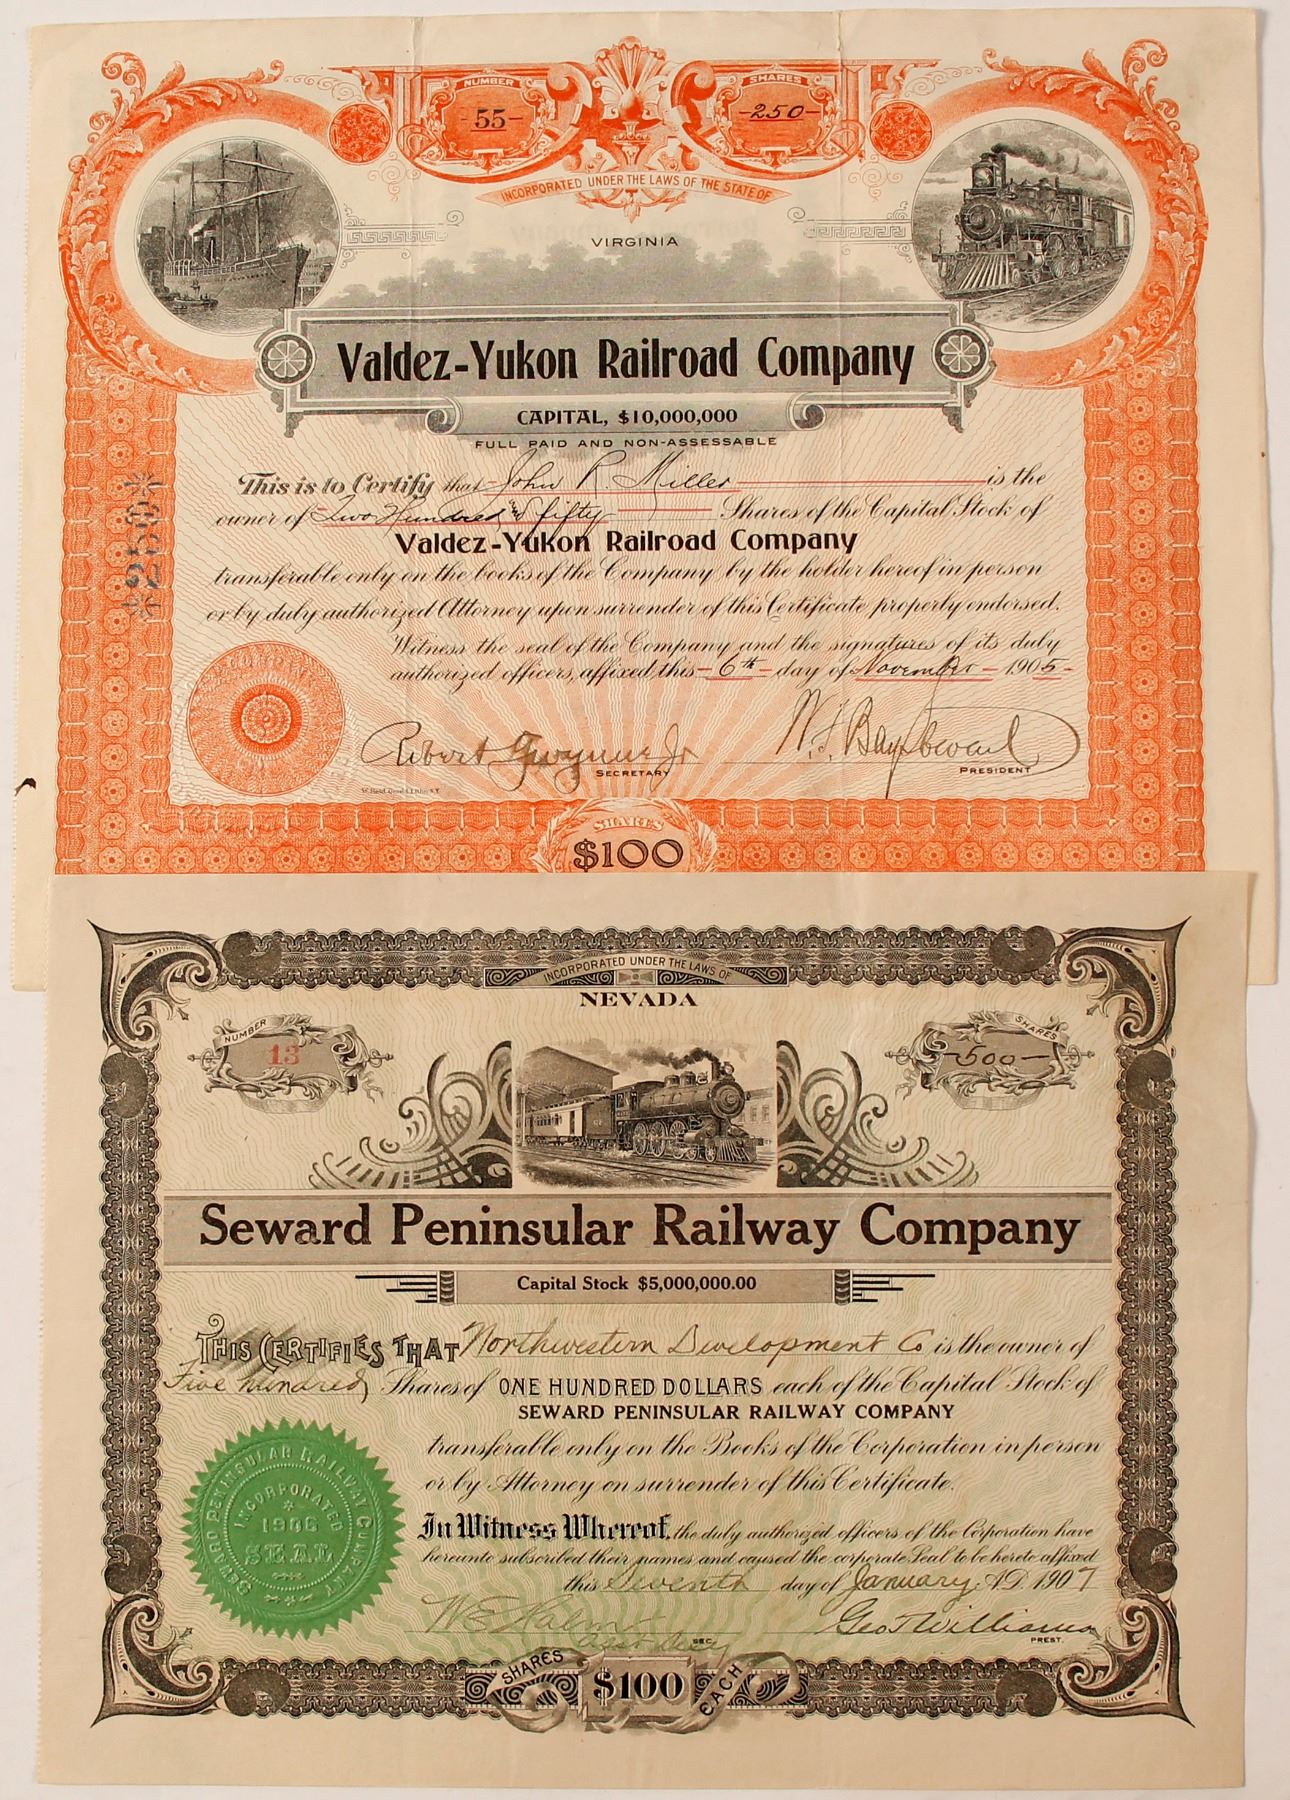 NUMBER
55
SHARES
-250-
INCORPORATED UNDER THE LAWS OF THE STATE OF
VIRGINIA
Valdez-Yukon Railroad Company
CAPITAL, $10,000,000
FULL PAID AND NON-ASSESSABLE
This is to Certify that John R. Miller is the
owner of Two Hundred & fifty Shares of the Capital Stock of
Valdez-Yukon Railroad Company
transferable only on the books of the Company by the holder hereof in person
or by duly authorized Attorney upon surrender of this Certificate properly endorsed.
Witness the seal of the Company and the signatures of its duly
authorized officers, affixed this - 6th - day of November - 1905-
*250*
Robert Gwynne Jr
SECRETARY
PRESIDENT
SHARES
$100
INCORPORATED UNDER THE LAWS OF
NEVADA
NUMBER
13
SHARES
-500-
Seward Peninsular Railway Company
Capital Stock $5,000,000.00
THIS CERTIFIES THAT Northwestern Development Co is the owner of
Five hundred Shares of ONE HUNDRED DOLLARS each of the Capital Stock of
SEWARD PENINSULAR RAILWAY COMPANY
transferable only on the Books of the Corporation in person
or by Attorney on surrender of this Certificate.
In Witness Whereof, the duly authorized officers of the Corporation have
hereunto subscribed their names and caused the corporate Seal to be hereto affixed
this Seventh day of January A.D. 1907
SEWARD PENINSULAR RAILWAY COMPANY
INCORPORATED
1906
SEAL
Asst Secy
SEC.
Geo T Williams
PREST.
SHARES
$100
EACH